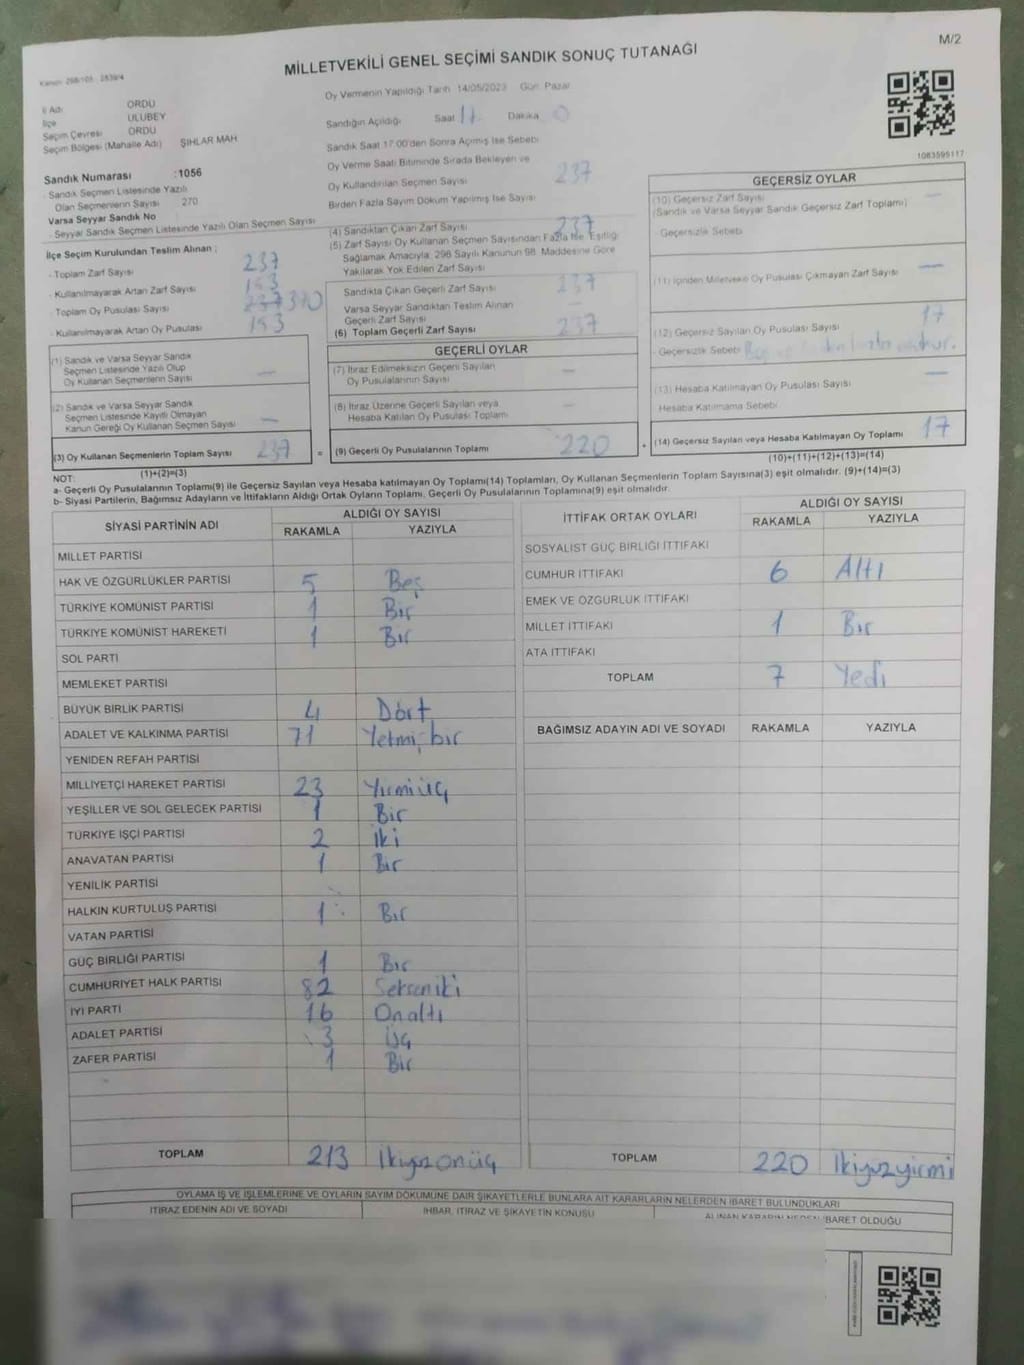 M/2
MİLLETVEKİLİ GENEL SEÇİMİ SANDIK SONUÇ TUTANAĞI
İl Adı ORDU
İlçe ULUBEY
Seçim Çevresi ORDU
Seçim Bölgesi (Mahalle Adı) ŞIHLAR MAH
Oy Vermenin Yapıldığı Tarih 14/05/2023 Gün: Pazar
Sandığın Açıldığı Saat 17 Dakika 0
Sandık Saat 17:00'den Sonra Açılmış İse Sebebi
Oy Verme Saati Bitiminde Sırada Bekleyen ve
Oy Kullandırılan Seçmen Sayısı 237
Birden Fazla Sayım Döküm Yapılmış İse Sayısı
1083595117
Sandık Numarası :1056
- Sandık Seçmen Listesinde Yazılı
Olan Seçmenlerin Sayısı 270
Varsa Seyyar Sandık No
- Seyyar Sandık Seçmen Listesinde Yazılı Olan Seçmen Sayısı
İlçe Seçim Kurulundan Teslim Alınan ;
- Toplam Zarf Sayısı 237
- Kullanılmayarak Artan Zarf Sayısı 153
- Toplam Oy Pusulası Sayısı 237 370
- Kullanılmayarak Artan Oy Pusulası 153
(4) Sandıktan Çıkan Zarf Sayısı 237
(5) Zarf Sayısı Oy Kullanan Seçmen Sayısından Fazla İse, Eşitliği
Sağlamak Amacıyla; 298 Sayılı Kanunun 98. Maddesine Göre
Yakılarak Yok Edilen Zarf Sayısı
Sandıkta Çıkan Geçerli Zarf Sayısı 237
Varsa Seyyar Sandıktan Teslim Alınan
Geçerli Zarf Sayısı —
(6) Toplam Geçerli Zarf Sayısı 237
GEÇERSİZ OYLAR
(10) Geçersiz Zarf Sayısı —
(Sandık ve Varsa Seyyar Sandık Geçersiz Zarf Toplamı)
- Geçersizlik Sebebi
(11) İçinden Milletvekili Oy Pusulası Çıkmayan Zarf Sayısı —
(12) Geçersiz Sayılan Oy Pusulası Sayısı 17
- Geçersizlik Sebebi
(13) Hesaba Katılmayan Oy Pusulası Sayısı —
Hesaba Katılmama Sebebi
(14) Geçersiz Sayılan veya Hesaba Katılmayan Oy Toplamı 17
(10)+(11)+(12)+(13)=(14)
(1) Sandık ve Varsa Seyyar Sandık
Seçmen Listesinde Yazılı Olup
Oy Kullanan Seçmenlerin Sayısı —
(2) Sandık ve Varsa Seyyar Sandık
Seçmen Listesinde Kayıtlı Olmayan
Kanun Gereği Oy Kullanan Seçmen Sayısı —
(3) Oy Kullanan Seçmenlerin Toplam Sayısı 237
(1)+(2)=(3)
GEÇERLİ OYLAR
(7) İtiraz Edilmeksizin Geçerli Sayılan
Oy Pusulalarının Sayısı —
(8) İtiraz Üzerine Geçerli Sayılan veya
Hesaba Katılan Oy Pusulası Toplamı —
(9) Geçerli Oy Pusulalarının Toplamı 220
NOT:
a- Geçerli Oy Pusulalarının Toplamı(9) ile Geçersiz Sayılan veya Hesaba Katılmayan Oy Toplamı(14) Toplamları, Oy Kullanan Seçmenlerin Toplam Sayısına(3) eşit olmalıdır. (9)+(14)=(3)
b- Siyasi Partilerin, Bağımsız Adayların ve İttifakların Aldığı Ortak Oyların Toplamı, Geçerli Oy Pusulalarının Toplamına(9) eşit olmalıdır.
SİYASİ PARTİNİN ADI ALDIĞI OY SAYISI
RAKAMLA YAZIYLA
MİLLET PARTİSİ
HAK VE ÖZGÜRLÜKLER PARTİSİ 5 Beş
TÜRKİYE KOMÜNİST PARTİSİ 1 Bir
TÜRKİYE KOMÜNİST HAREKETİ 1 Bir
SOL PARTİ
MEMLEKET PARTİSİ
BÜYÜK BİRLİK PARTİSİ 4 Dört
ADALET VE KALKINMA PARTİSİ 71 Yetmişbir
YENİDEN REFAH PARTİSİ
MİLLİYETÇİ HAREKET PARTİSİ 23 Yirmiüç
YEŞİLLER VE SOL GELECEK PARTİSİ 1 Bir
TÜRKİYE İŞÇİ PARTİSİ 2 İki
ANAVATAN PARTİSİ 1 Bir
YENİLİK PARTİSİ
HALKIN KURTULUŞ PARTİSİ 1 Bir
VATAN PARTİSİ
GÜÇ BİRLİĞİ PARTİSİ 1 Bir
CUMHURİYET HALK PARTİSİ 82 Sekseniki
İYİ PARTİ 16 Onaltı
ADALET PARTİSİ 3 Üç
ZAFER PARTİSİ 1 Bir
TOPLAM 213 İkiyüzonüç
İTTİFAK ORTAK OYLARI ALDIĞI OY SAYISI
RAKAMLA YAZIYLA
SOSYALİST GÜÇ BİRLİĞİ İTTİFAKI
CUMHUR İTTİFAKI 6 Altı
EMEK VE ÖZGÜRLÜK İTTİFAKI
MİLLET İTTİFAKI 1 Bir
ATA İTTİFAKI
TOPLAM 7 Yedi
BAĞIMSIZ ADAYIN ADI VE SOYADI RAKAMLA YAZIYLA
TOPLAM 220 İkiyüzyirmi
OYLAMA İŞ VE İŞLEMLERİNE VE OYLARIN SAYIM DÖKÜMÜNE DAİR ŞİKAYETLERLE BUNLARA AİT KARARLARIN NELERDEN İBARET BULUNDUKLARI
İTİRAZ EDENİN ADI VE SOYADI İHBAR, İTİRAZ VE ŞİKAYETİN KONUSU ALINAN KARARIN NEDEN İBARET OLDUĞU